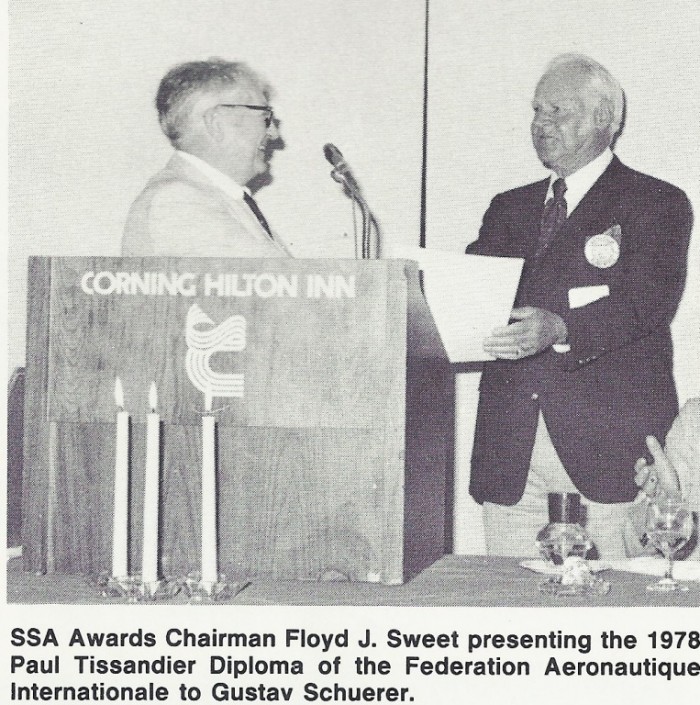 CORNING HILTON INN
SSA Awards Chairman Floyd J. Sweet presenting the 1978
Paul Tissandier Diploma of the Federation Aeronautique
Internationale to Gustav Schuerer.